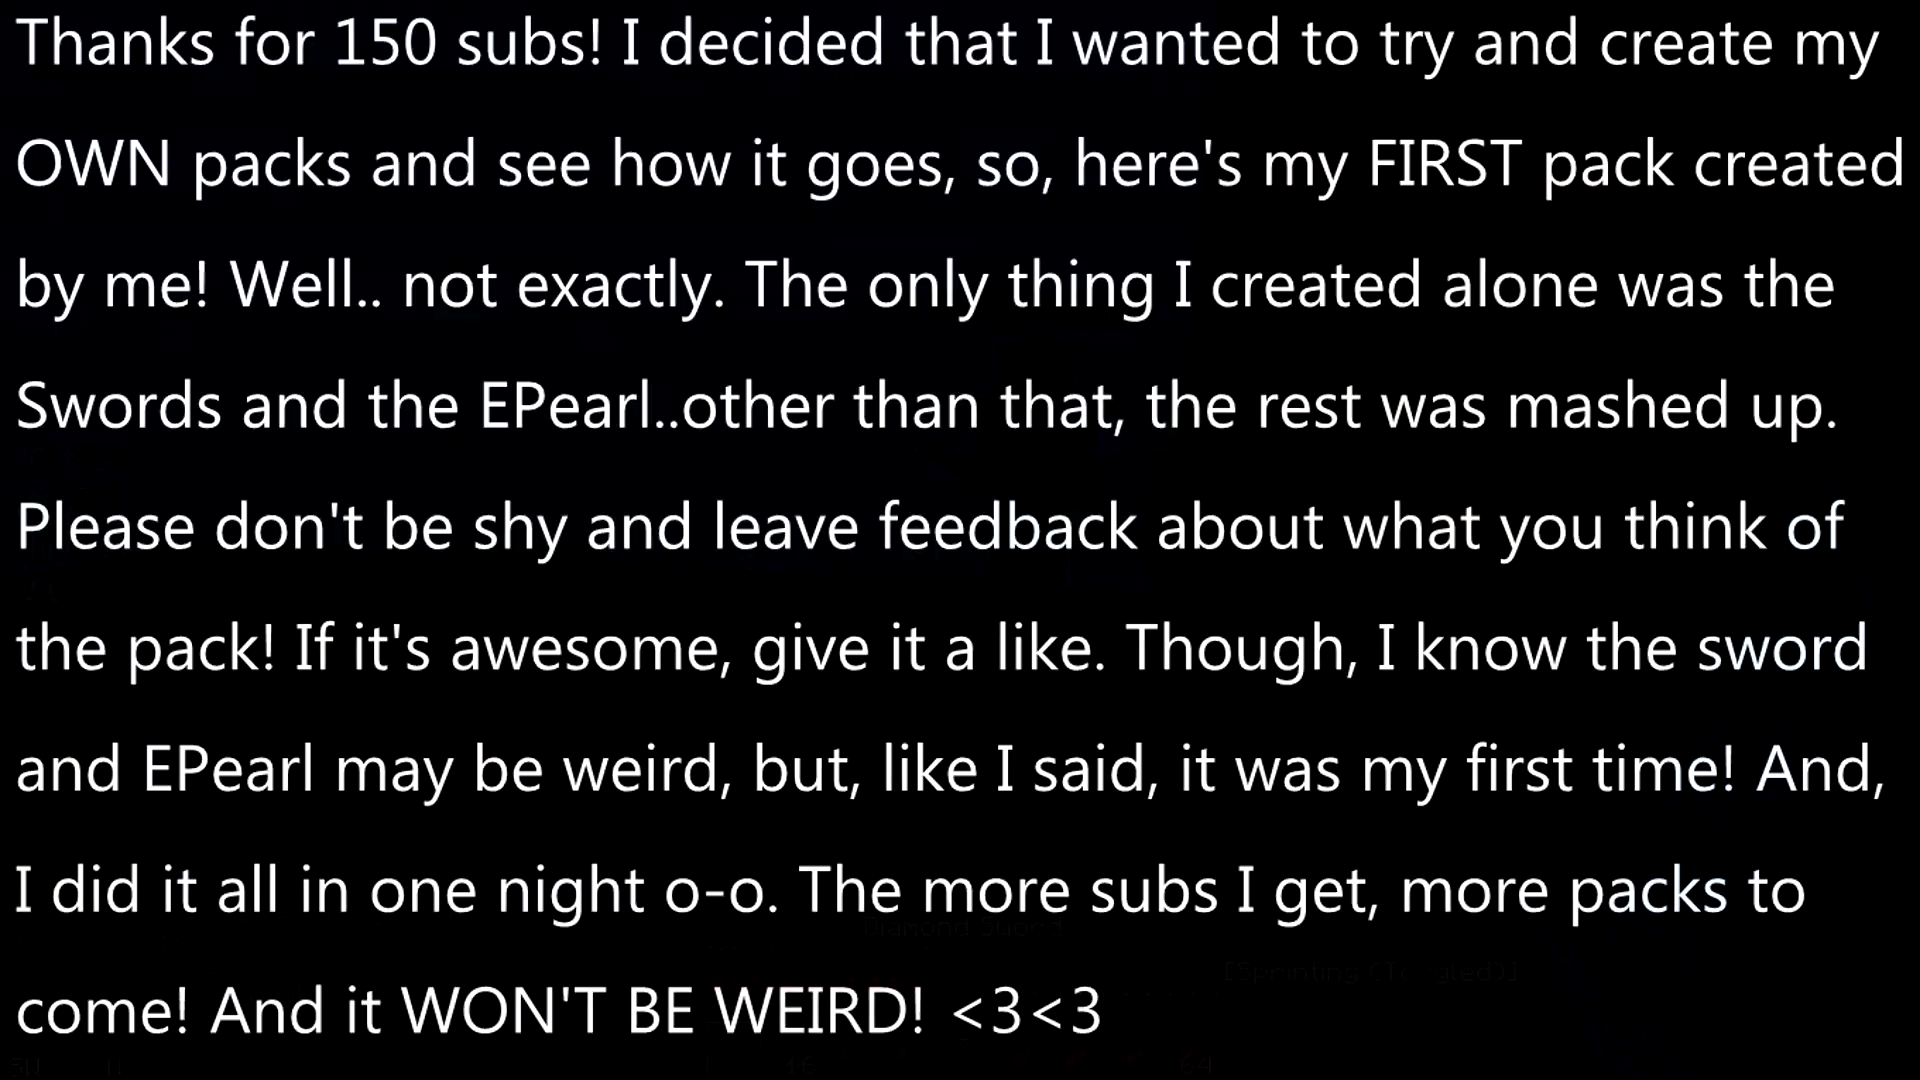 Thanks for 150 subs! I decided that I wanted to try and create my
OWN packs and see how it goes, so, here's my FIRST pack created
by me! Well.. not exactly. The only thing I created alone was the
Swords and the EPearl..other than that, the rest was mashed up.
Please don't be shy and leave feedback about what you think of
the pack! If it's awesome, give it a like. Though, I know the sword
and EPearl may be weird, but, like I said, it was my first time! And,
I did it all in one night o-o. The more subs I get, more packs to
come! And it WON'T BE WEIRD! <3<3